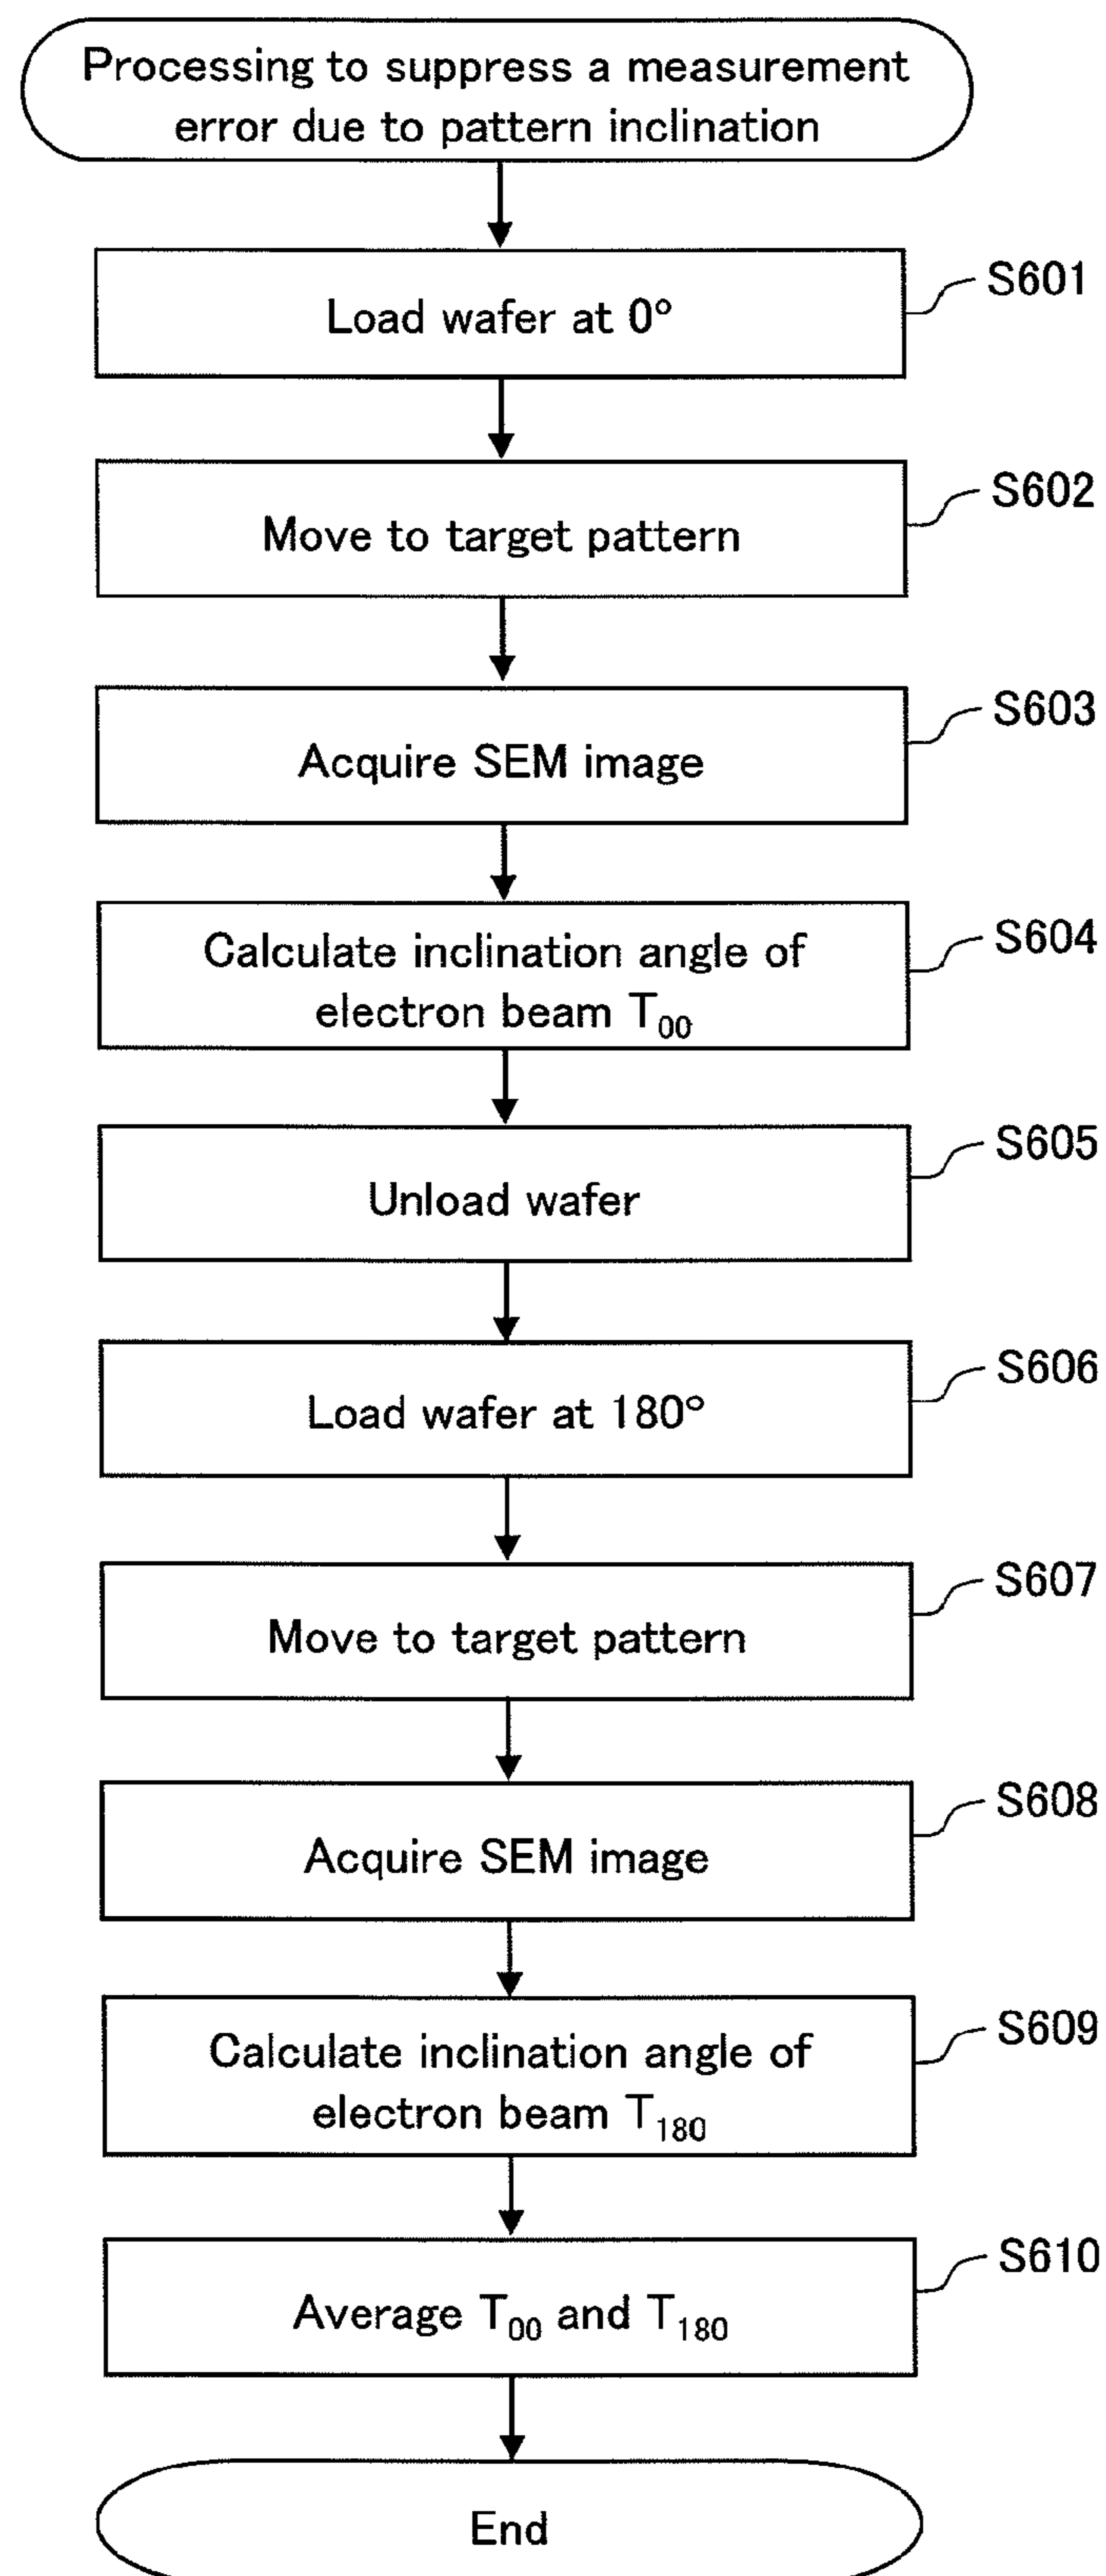 Processing to suppress a measurement
error due to pattern inclination
Load wafer at 0°
S601
Move to target pattern
S602
Acquire SEM image
S603
Calculate inclination angle of
electron beam T₀₀
S604
Unload wafer
S605
Load wafer at 180°
S606
Move to target pattern
S607
Acquire SEM image
S608
Calculate inclination angle of
electron beam T₁₈₀
S609
Average T₀₀ and T₁₈₀
S610
End